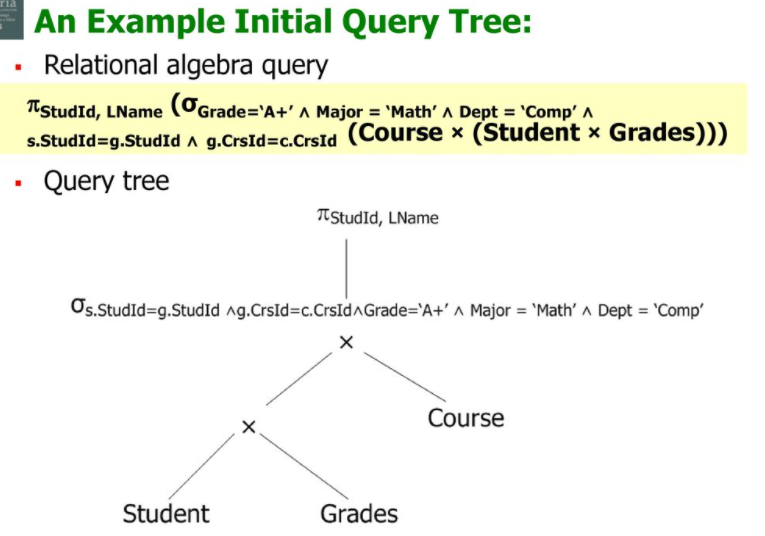 ria
An Example Initial Query Tree:
▪ Relational algebra query
πStudId, LName (σGrade=‘A+’ ∧ Major = ‘Math’ ∧ Dept = ‘Comp’ ∧
s.StudId=g.StudId ∧ g.CrsId=c.CrsId (Course × (Student × Grades)))
▪ Query tree
πStudId, LName
σs.StudId=g.StudId ∧g.CrsId=c.CrsId∧Grade=‘A+’ ∧ Major = ‘Math’ ∧ Dept = ‘Comp’
×
Course
×
Student Grades